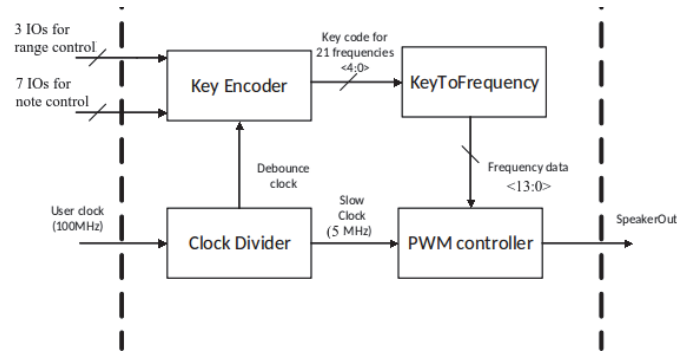 3 IOs for
range control
7 IOs for
note control
Key Encoder
Key code for
21 frequencies
<4:0>
KeyToFrequency
Debounce
clock
Frequency data
<13:0>
User clock
(100MHz)
Clock Divider
Slow
Clock
(5 MHz)
PWM controller
SpeakerOut